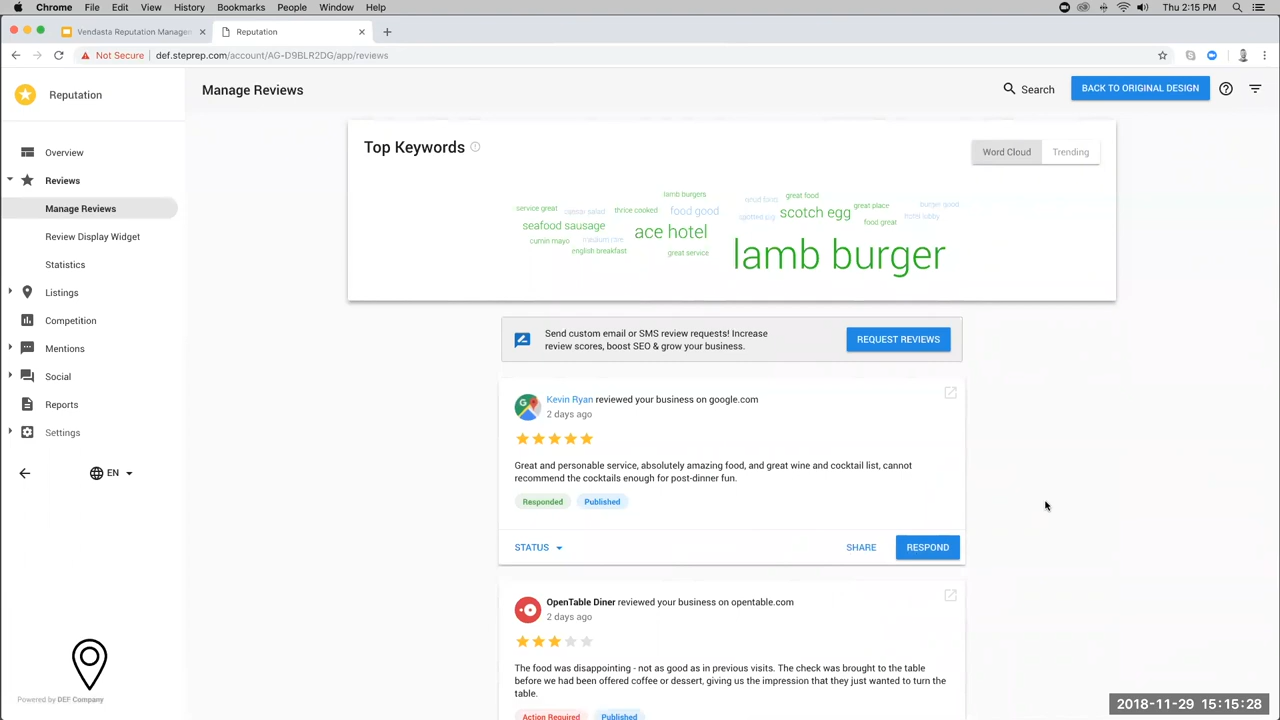 Chrome File Edit View History Bookmarks People Window Help Thu 2:15 PM
Vendasta Reputation Manager
Reputation
Not Secure def.steprep.com/account/AG-D9BLR2DG/app/reviews
Reputation
Manage Reviews
Search
BACK TO ORIGINAL DESIGN
Overview
Reviews
Manage Reviews
Review Display Widget
Statistics
Listings
Competition
Mentions
Social
Reports
Settings
EN
Powered by DEF Company
Top Keywords
Word Cloud Trending
lamb burgers
great food
service great
thrice cooked
food good
great place
burger good
scotch egg
spotted pig
food great
seafood sausage
ace hotel
cumin mayo
english breakfast
great service
lamb burger
Send custom email or SMS review requests! Increase
review scores, boost SEO & grow your business.
REQUEST REVIEWS
Kevin Ryan reviewed your business on google.com
2 days ago
Great and personable service, absolutely amazing food, and great wine and cocktail list, cannot
recommend the cocktails enough for post-dinner fun.
Responded Published
STATUS SHARE RESPOND
OpenTable Diner reviewed your business on opentable.com
2 days ago
The food was disappointing - not as good as in previous visits. The check was brought to the table
before we had been offered coffee or dessert, giving us the impression that they just wanted to turn the
table.
Action Required Published
2018-11-29 15:15:28